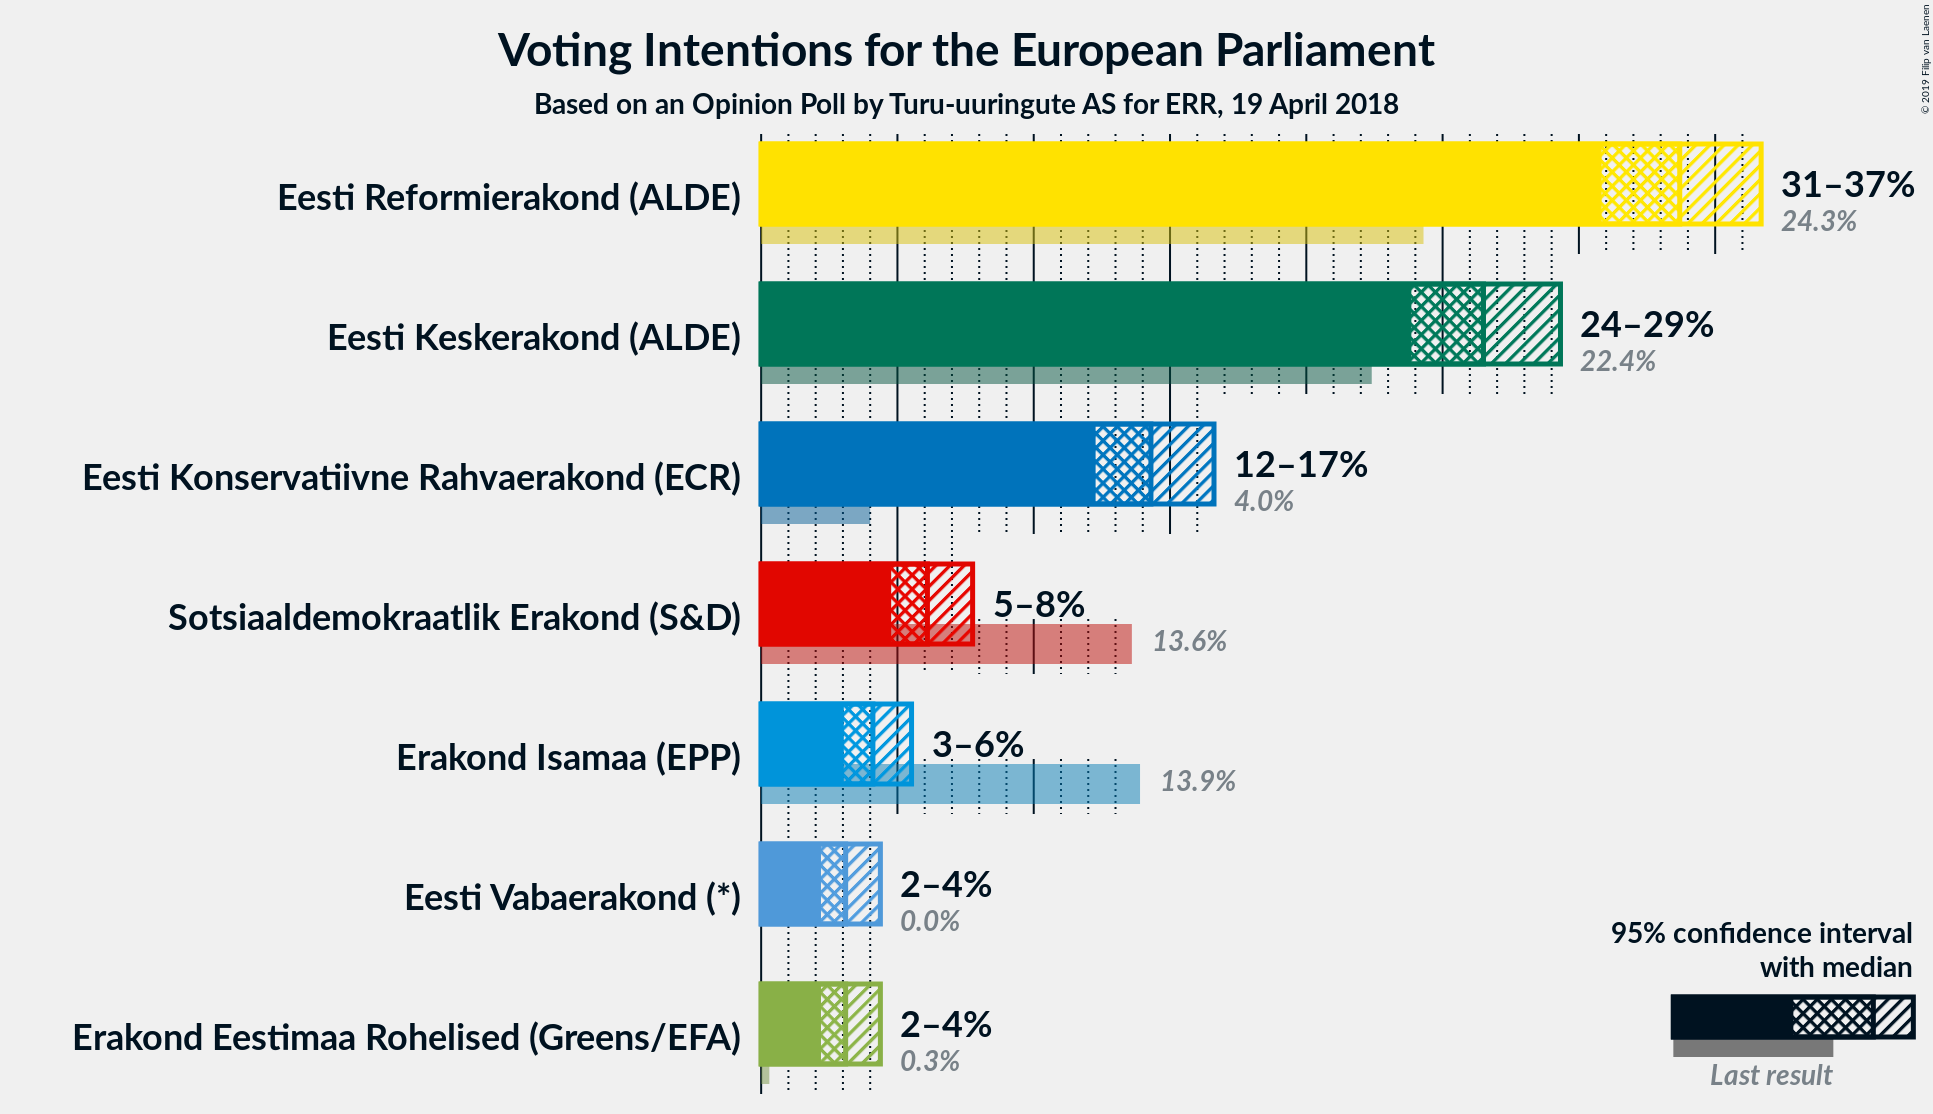 © 2019 Filip van Laenen
Voting Intentions for the European Parliament
Based on an Opinion Poll by Turu-uuringute AS for ERR, 19 April 2018
Eesti Reformierakond (ALDE)
31–37%
24.3%
Eesti Keskerakond (ALDE)
24–29%
22.4%
Eesti Konservatiivne Rahvaerakond (ECR)
12–17%
4.0%
Sotsiaaldemokraatlik Erakond (S&D)
5–8%
13.6%
Erakond Isamaa (EPP)
3–6%
13.9%
Eesti Vabaerakond (*)
2–4%
0.0%
Erakond Eestimaa Rohelised (Greens/EFA)
2–4%
0.3%
95% confidence interval
with median
Last result